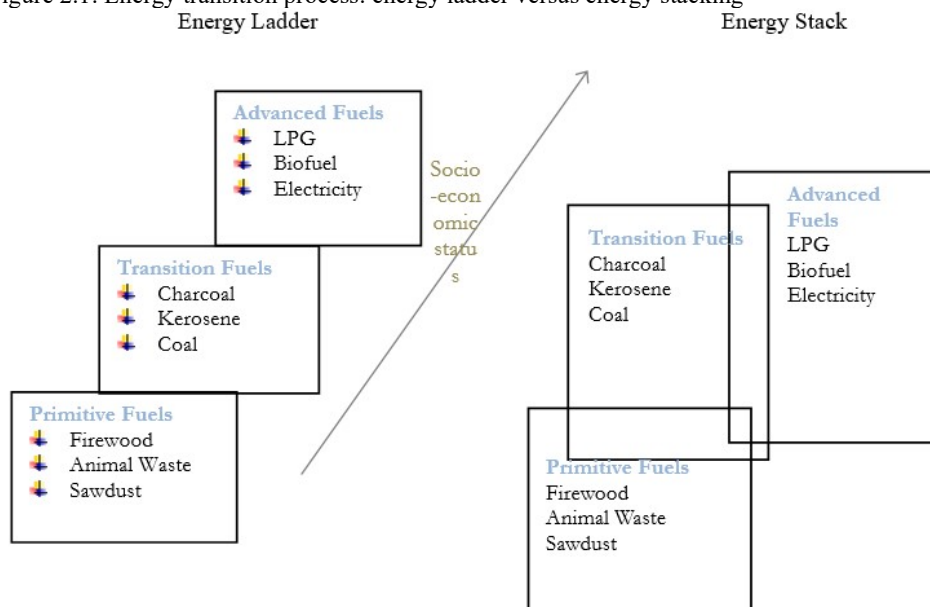 Figure 2.1: Energy transition process: energy ladder versus energy stacking
Energy Ladder
Energy Stack
Advanced Fuels
LPG
Biofuel
Electricity
Socio
-econ
omic
statu
s
Transition Fuels
Charcoal
Kerosene
Coal
Primitive Fuels
Firewood
Animal Waste
Sawdust
Advanced
Fuels
LPG
Biofuel
Electricity
Transition Fuels
Charcoal
Kerosene
Coal
Primitive Fuels
Firewood
Animal Waste
Sawdust